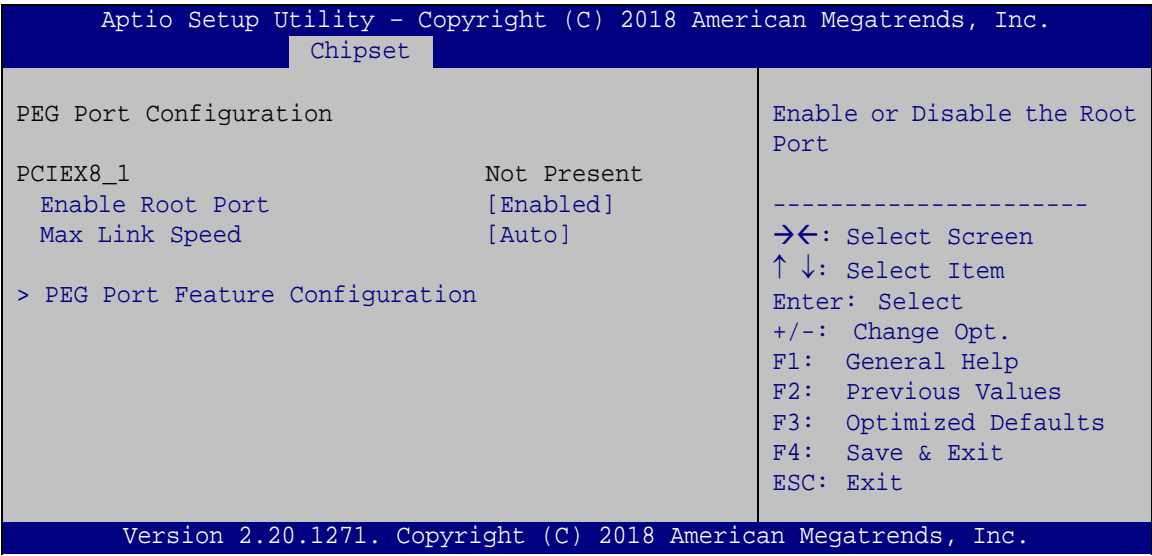 Aptio Setup Utility – Copyright (C) 2018 American Megatrends, Inc.
Chipset
PEG Port Configuration
PCIEX8_1 Not Present
Enable Root Port [Enabled]
Max Link Speed [Auto]
> PEG Port Feature Configuration
Enable or Disable the Root
Port
----------------------
→←: Select Screen
↑ ↓: Select Item
Enter: Select
+/-: Change Opt.
F1: General Help
F2: Previous Values
F3: Optimized Defaults
F4: Save & Exit
ESC: Exit
Version 2.20.1271. Copyright (C) 2018 American Megatrends, Inc.